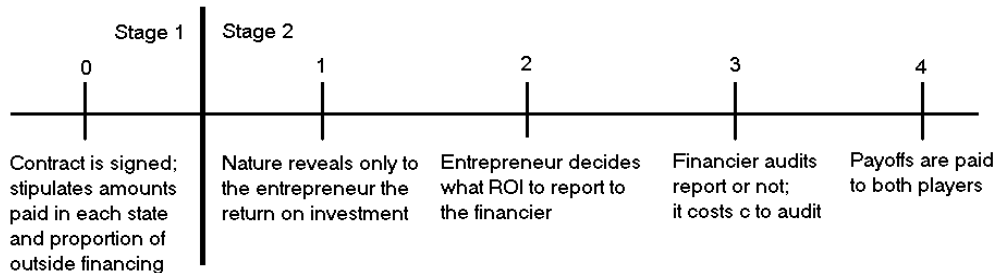 Stage 1
Stage 2
0
1
2
3
4
Contract is signed;
stipulates amounts
paid in each state
and proportion of
outside financing
Nature reveals only to
the entrepreneur the
return on investment
Entrepreneur decides
what ROI to report to
the financier
Financier audits
report or not;
it costs c to audit
Payoffs are paid
to both players